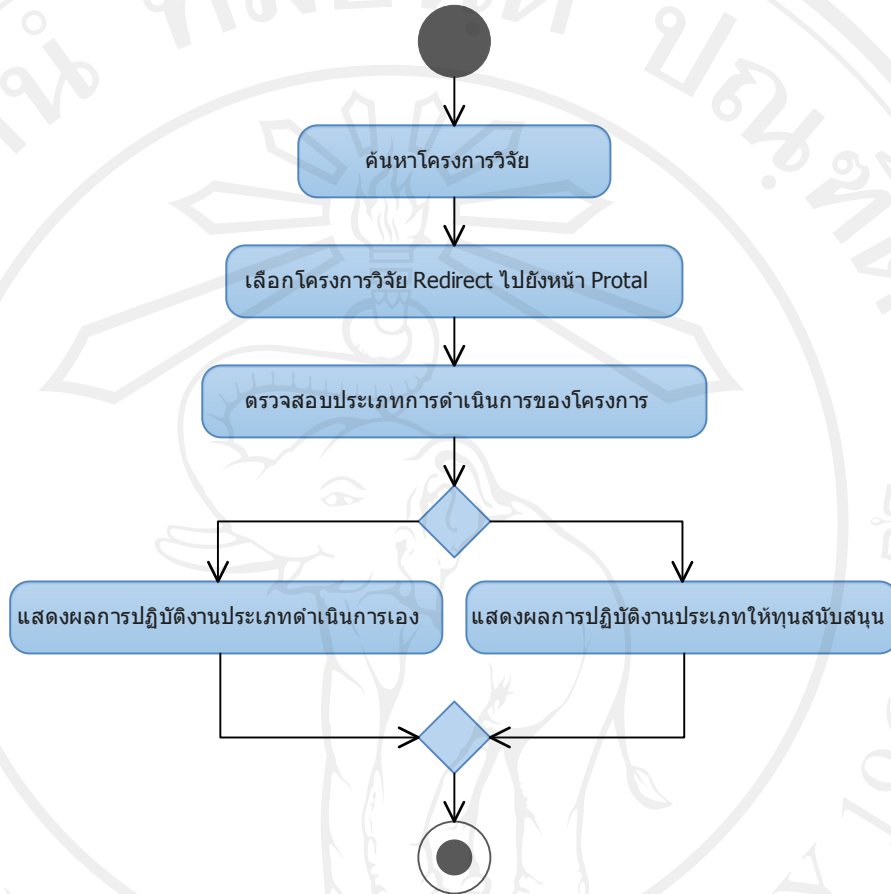 ค้นหาโครงการวิจัย
เลือกโครงการวิจัย Redirect ไปยังหน้า Protal
ตรวจสอบประเภทการดำเนินการของโครงการ
แสดงผลการปฏิบัติงานประเภทดำเนินการเอง
แสดงผลการปฏิบัติงานประเภทให้ทุนสนับสนุน